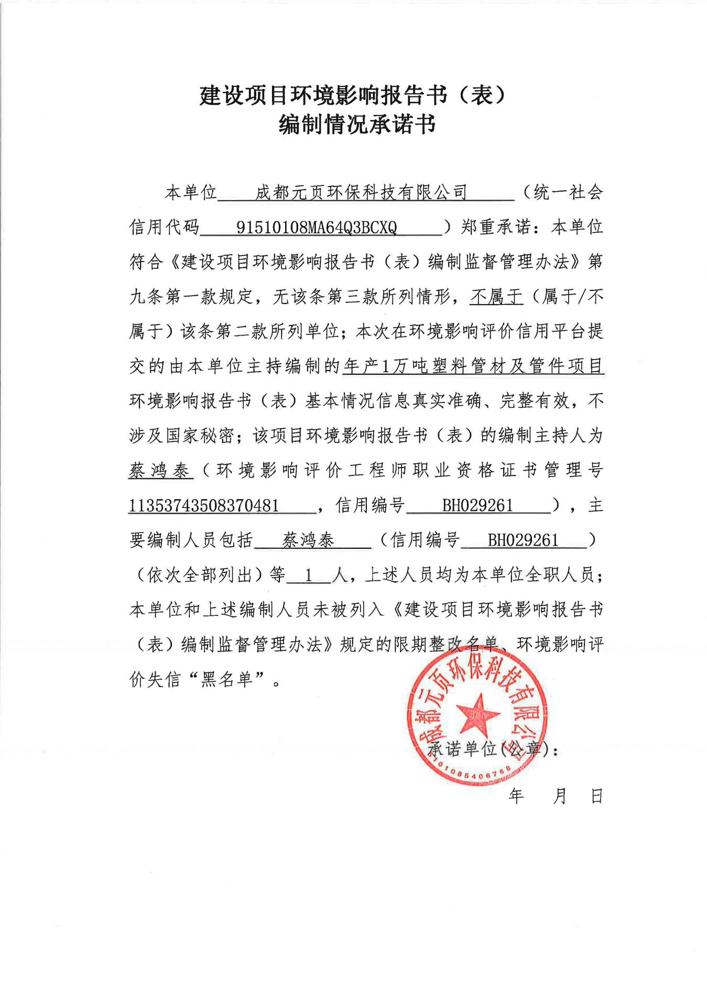 建设项目环境影响报告书（表）
编制情况承诺书
本单位 成都元页环保科技有限公司 （统一社会
信用代码 91510108MA64Q3BCXQ ）郑重承诺：本单位
符合《建设项目环境影响报告书（表）编制监督管理办法》第
九条第一款规定，无该条第三款所列情形，不属于（属于/不
属于）该条第二款所列单位；本次在环境影响评价信用平台提
交的由本单位主持编制的年产1万吨塑料管材及管件项目
环境影响报告书（表）基本情况信息真实准确、完整有效，不
涉及国家秘密；该项目环境影响报告书（表）的编制主持人为
蔡鸿泰（环境影响评价工程师职业资格证书管理号
11353743508370481 ，信用编号 BH029261 ），主
要编制人员包括 蔡鸿泰 （信用编号 BH029261 ）
（依次全部列出）等 1 人，上述人员均为本单位全职人员；
本单位和上述编制人员未被列入《建设项目环境影响报告书
（表）编制监督管理办法》规定的限期整改名单、环境影响评
价失信“黑名单”。
成都元页环保科技有限公司
承诺单位(公章)：
5101085406768
年 月 日